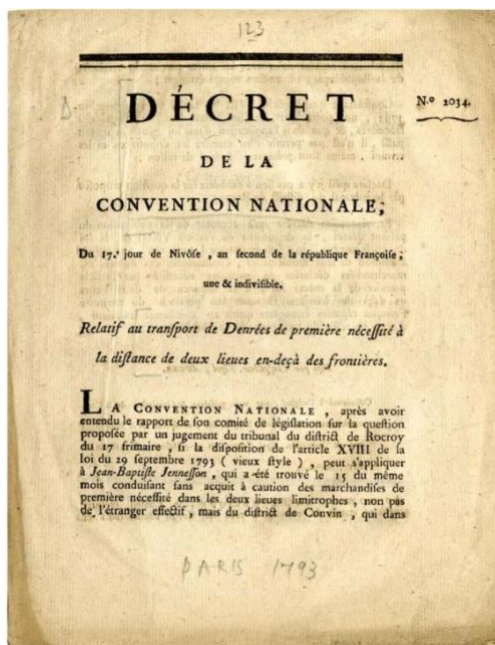 123
DÉCRET
N.o 2034.
DE LA
CONVENTION NATIONALE;
Du 17.e jour de Nivôse, an second de la république Françoise;
une & indivisible.
Relatif au transport de Denrées de première néceſſité à
la diſtance de deux lieues en-deçà des frontières.
LA CONVENTION NATIONALE, après avoir
entendu le rapport de ſon comité de légiſlation ſur la queſtion
propoſée par un jugement du tribunal du diſtrict de Rocroy
du 17 frimaire, ſi la diſpoſition de l'article XVIII de la
loi du 29 ſeptembre 1793 (vieux ſtyle), peut s'appliquer
à Jean-Baptiſte Jenneſſon, qui a été trouvé le 15 du même
mois conduiſant ſans acquit à caution des marchandiſes de
première néceſſité dans les deux lieues limitrophes, non pas
de l'étranger effectif, mais du diſtrict de Couvin, qui dans
PARIS 1793